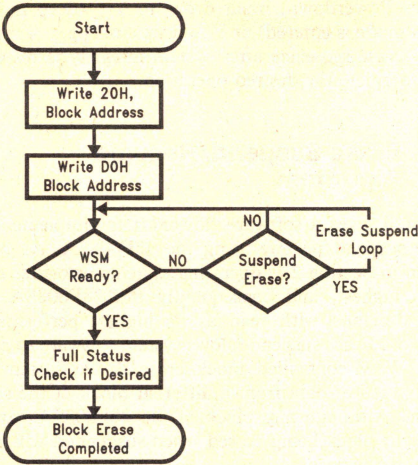 Start
Write 20H,
Block Address
Write D0H
Block Address
NO
Erase Suspend
Loop
WSM
Ready?
NO
Suspend
Erase?
YES
YES
Full Status
Check if Desired
Block Erase
Completed